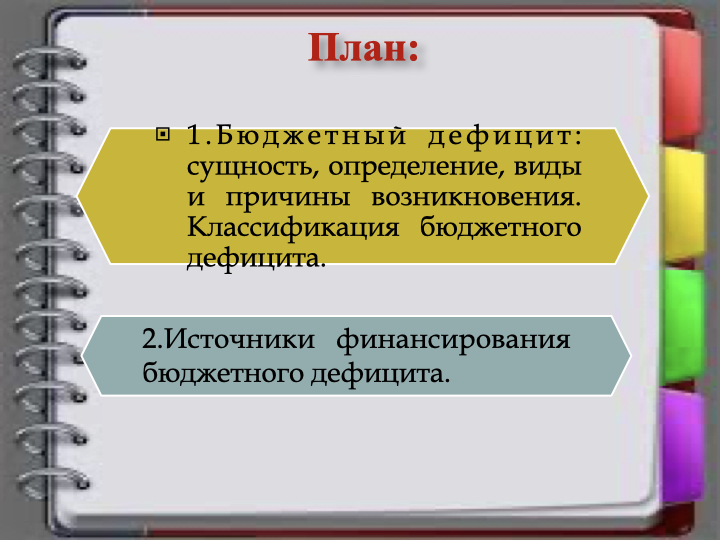 План:
1.Бюджетный дефицит:
сущность, определение, виды
и причины возникновения.
Классификация бюджетного
дефицита.
2.Источники финансирования
бюджетного дефицита.